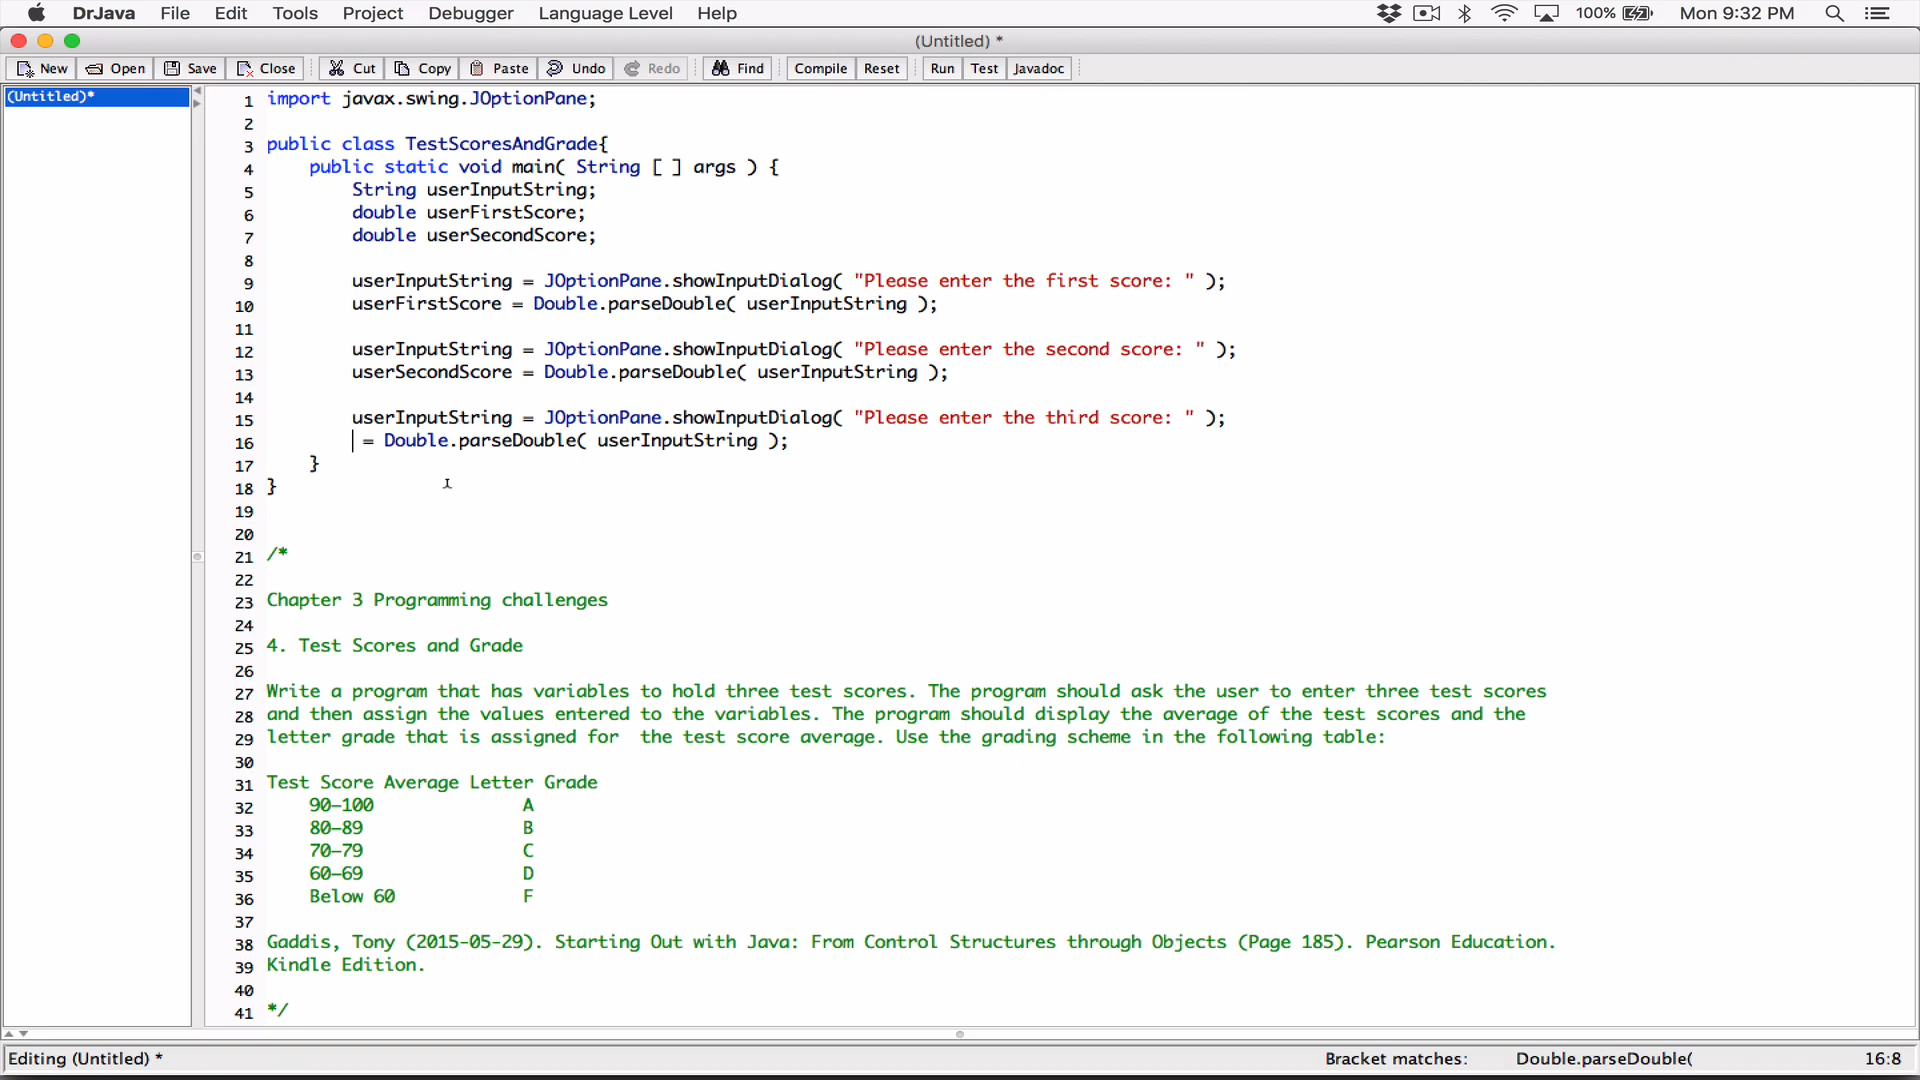 DrJava File Edit Tools Project Debugger Language Level Help 100% Mon 9:32 PM
(Untitled) *
New Open Save Close Cut Copy Paste Undo Redo Find Compile Reset Run Test Javadoc
(Untitled)*
1 import javax.swing.JOptionPane;
2
3 public class TestScoresAndGrade{
4 public static void main( String [ ] args ) {
5 String userInputString;
6 double userFirstScore;
7 double userSecondScore;
8
9 userInputString = JOptionPane.showInputDialog( "Please enter the first score: " );
10 userFirstScore = Double.parseDouble( userInputString );
11
12 userInputString = JOptionPane.showInputDialog( "Please enter the second score: " );
13 userSecondScore = Double.parseDouble( userInputString );
14
15 userInputString = JOptionPane.showInputDialog( "Please enter the third score: " );
16 = Double.parseDouble( userInputString );
17 }
18 }
19
20
21 /*
22
23 Chapter 3 Programming challenges
24
25 4. Test Scores and Grade
26
27 Write a program that has variables to hold three test scores. The program should ask the user to enter three test scores
28 and then assign the values entered to the variables. The program should display the average of the test scores and the
29 letter grade that is assigned for  the test score average. Use the grading scheme in the following table:
30
31 Test Score Average Letter Grade
32 90–100 A
33 80–89 B
34 70–79 C
35 60–69 D
36 Below 60 F
37
38 Gaddis, Tony (2015-05-29). Starting Out with Java: From Control Structures through Objects (Page 185). Pearson Education.
39 Kindle Edition.
40
41 */
Editing (Untitled) * Bracket matches: Double.parseDouble( 16:8